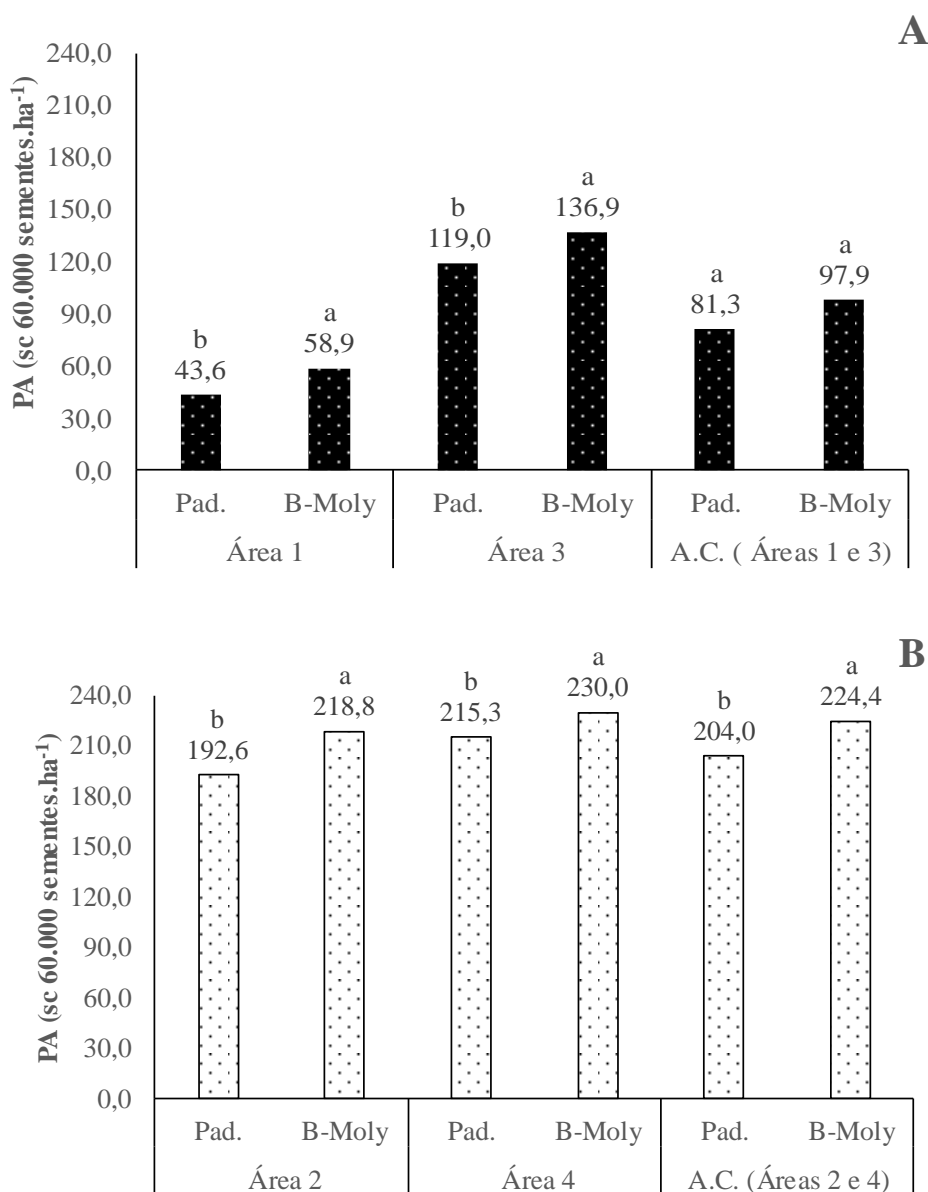 A
PA (sc 60.000 sementes.ha-1)
240,0
210,0
180,0
150,0
120,0
90,0
60,0
30,0
0,0
b
43,6
a
58,9
b
119,0
a
136,9
a
81,3
a
97,9
Pad.
B-Moly
Pad.
B-Moly
Pad.
B-Moly
Área 1
Área 3
A.C. ( Áreas 1 e 3)
B
PA (sc 60.000 sementes.ha-1)
240,0
210,0
180,0
150,0
120,0
90,0
60,0
30,0
0,0
b
192,6
a
218,8
b
215,3
a
230,0
b
204,0
a
224,4
Pad.
B-Moly
Pad.
B-Moly
Pad.
B-Moly
Área 2
Área 4
A.C. (Áreas 2 e 4)